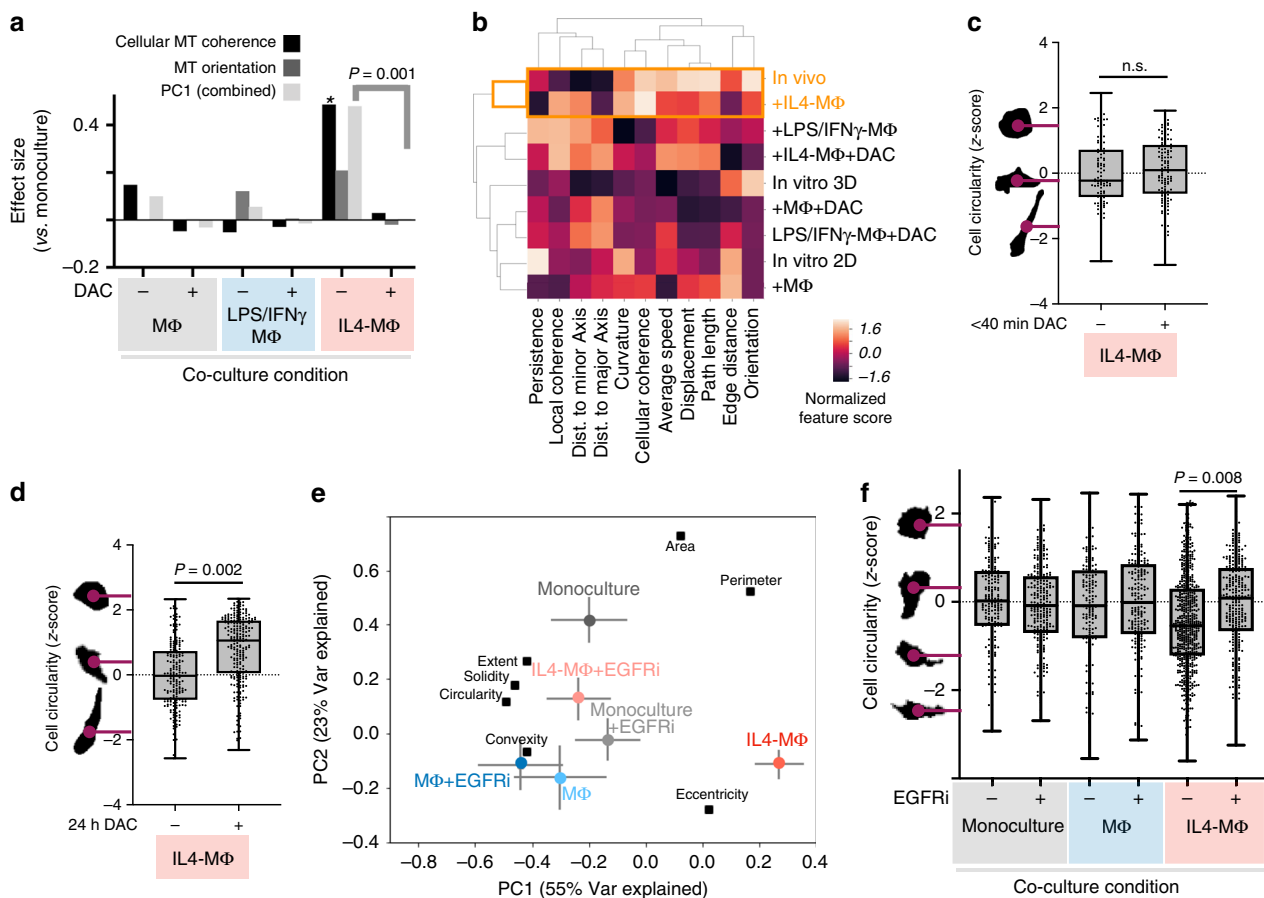 a
Cellular MT coherence
MT orientation
PC1 (combined)
P = 0.001
*
0.4
−0.2
Effect size
(vs. monoculture)
DAC
− + − + − +
MΦ
LPS/IFNγ
MΦ
IL4-MΦ
Co-culture condition
b
In vivo
+IL4-MΦ
+LPS/IFNγ-MΦ
+IL4-MΦ+DAC
In vitro 3D
+MΦ+DAC
LPS/IFNγ-MΦ+DAC
In vitro 2D
+MΦ
Persistence
Local coherence
Dist. to minor Axis
Dist. to major Axis
Curvature
Cellular coherence
Average speed
Displacement
Path length
Edge distance
Orientation
1.6
0.0
−1.6
Normalized
feature score
c
Cell circularity (z-score)
4
2
0
−2
−4
n.s.
<40 min DAC
− +
IL4-MΦ
d
Cell circularity (z-score)
4
2
0
−2
−4
P = 0.002
24 h DAC
− +
IL4-MΦ
e
PC2 (23% Var explained)
0.6
0.4
0.2
0.0
−0.2
−0.4
Area
Perimeter
Monoculture
Extent
Solidity
Circularity
IL4-MΦ+EGFRi
Monoculture
+EGFRi
Convexity
IL4-MΦ
MΦ+EGFRi
MΦ
Eccentricity
−0.8 −0.6 −0.4 −0.2 0.0 0.2 0.4
PC1 (55% Var explained)
f
Cell circularity (z-score)
2
0
−2
P = 0.008
EGFRi
− + − + − +
Monoculture
MΦ
IL4-MΦ
Co-culture condition